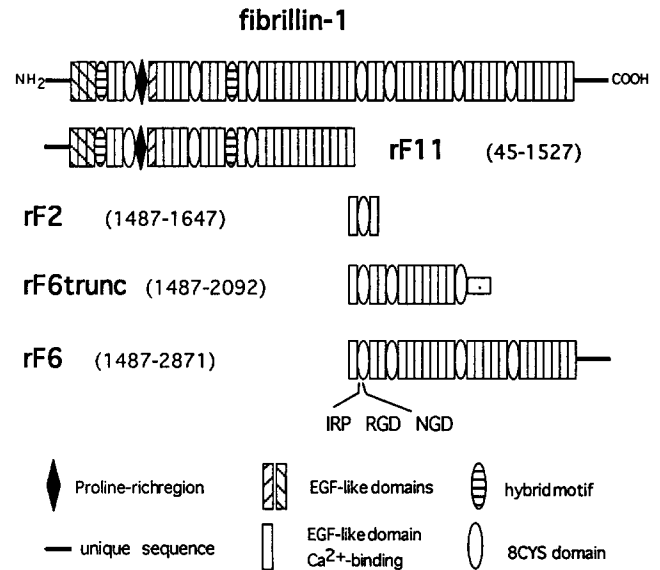 fibrillin-1
NH2
COOH
rF11 (45-1527)
rF2 (1487-1647)
rF6trunc (1487-2092)
rF6 (1487-2871)
IRP RGD NGD
Proline-richregion
EGF-like domains
hybrid motif
unique sequence
EGF-like domain
Ca2+-binding
8CYS domain